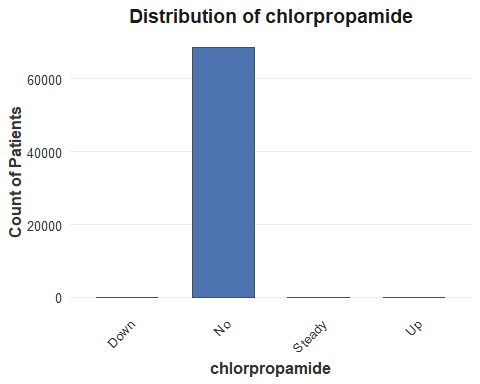 Distribution of chlorpropamide
Count of Patients
60000
40000
20000
0
Down
No
Steady
Up
chlorpropamide